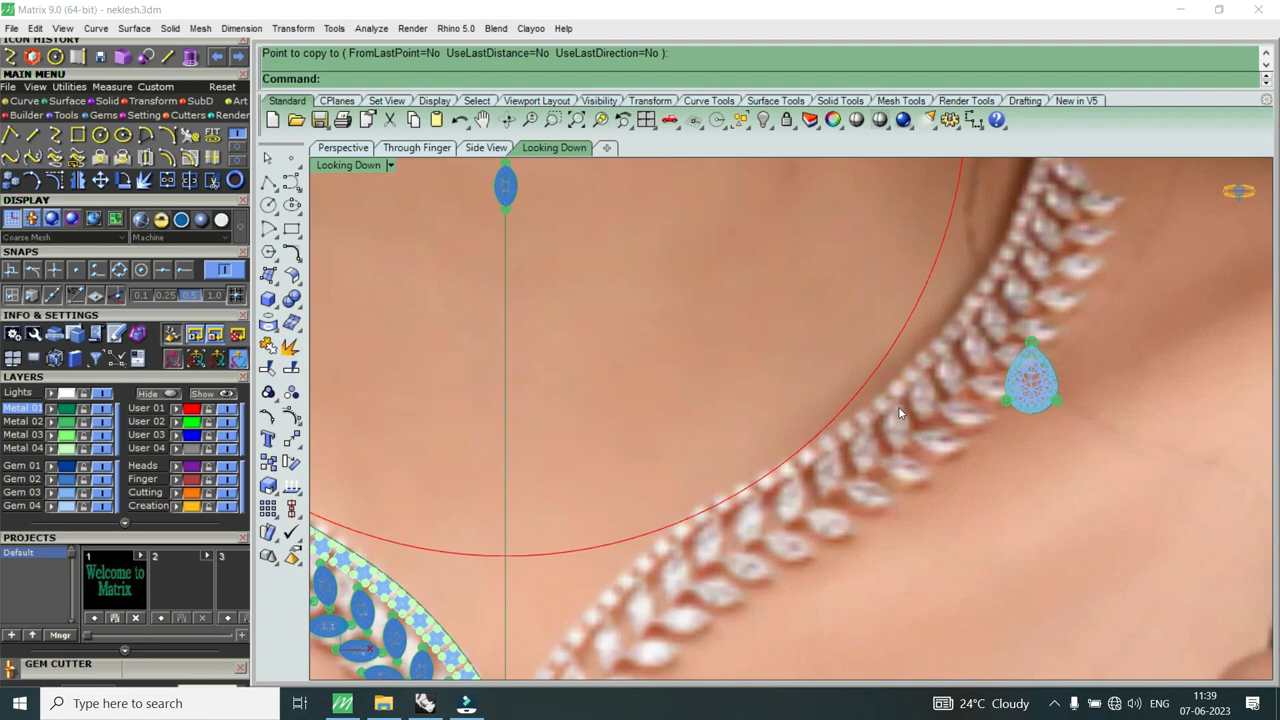 Matrix 9.0 (64-bit) - neklesh.3dm
File Edit View Curve Surface Solid Mesh Dimension Transform Tools Analyze Render Rhino 5.0 Blend Clayoo Help
ICON HISTORY
Point to copy to ( FromLastPoint=No UseLastDistance=No UseLastDirection=No ):
Command:
MAIN MENU
File View Utilities Measure Custom Reset
Curve Surface Solid Transform SubD Art
Builder Tools Gems Setting Cutters Render
Standard CPlanes Set View Display Select Viewport Layout Visibility Transform Curve Tools Surface Tools Solid Tools Mesh Tools Render Tools Drafting New in V5
FIT
Perspective Through Finger Side View Looking Down
Looking Down
DISPLAY
Coarse Mesh Machine
SNAPS
0.1 0.25 0.5 1.0
INFO & SETTINGS
LAYERS
Lights Hide Show
Metal 01 User 01
Metal 02 User 02
Metal 03 User 03
Metal 04 User 04
Gem 01 Heads
Gem 02 Finger
Gem 03 Cutting
Gem 04 Creation
PROJECTS
Default 1 2 3
Welcome to
Matrix
Mngr
GEM CUTTER
Type here to search
24°C Cloudy
ENG
11:39
07-06-2023